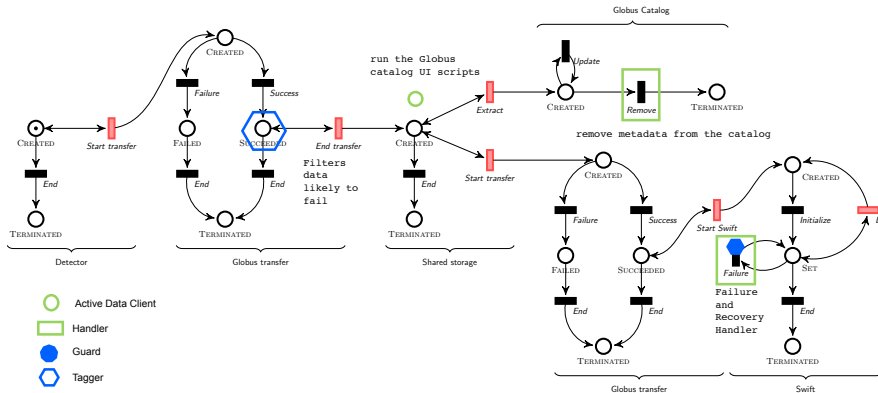 Globus Catalog
CREATED
Failure
Success
FAILED
SUCCEEDED
End
End
TERMINATED
Globus transfer
CREATED
Start transfer
End
TERMINATED
Detector
End transfer
Filters
data
likely to
fail
run the Globus
catalog UI scripts
CREATED
End
TERMINATED
Shared storage
Extract
Start transfer
Update
CREATED
Remove
TERMINATED
remove metadata from the catalog
CREATED
Failure
Success
FAILED
SUCCEEDED
End
End
TERMINATED
Globus transfer
Start Swift
CREATED
Initialize
Failure
SET
End
TERMINATED
Swift
Failure
and
Recovery
Handler
Active Data Client
Handler
Guard
Tagger